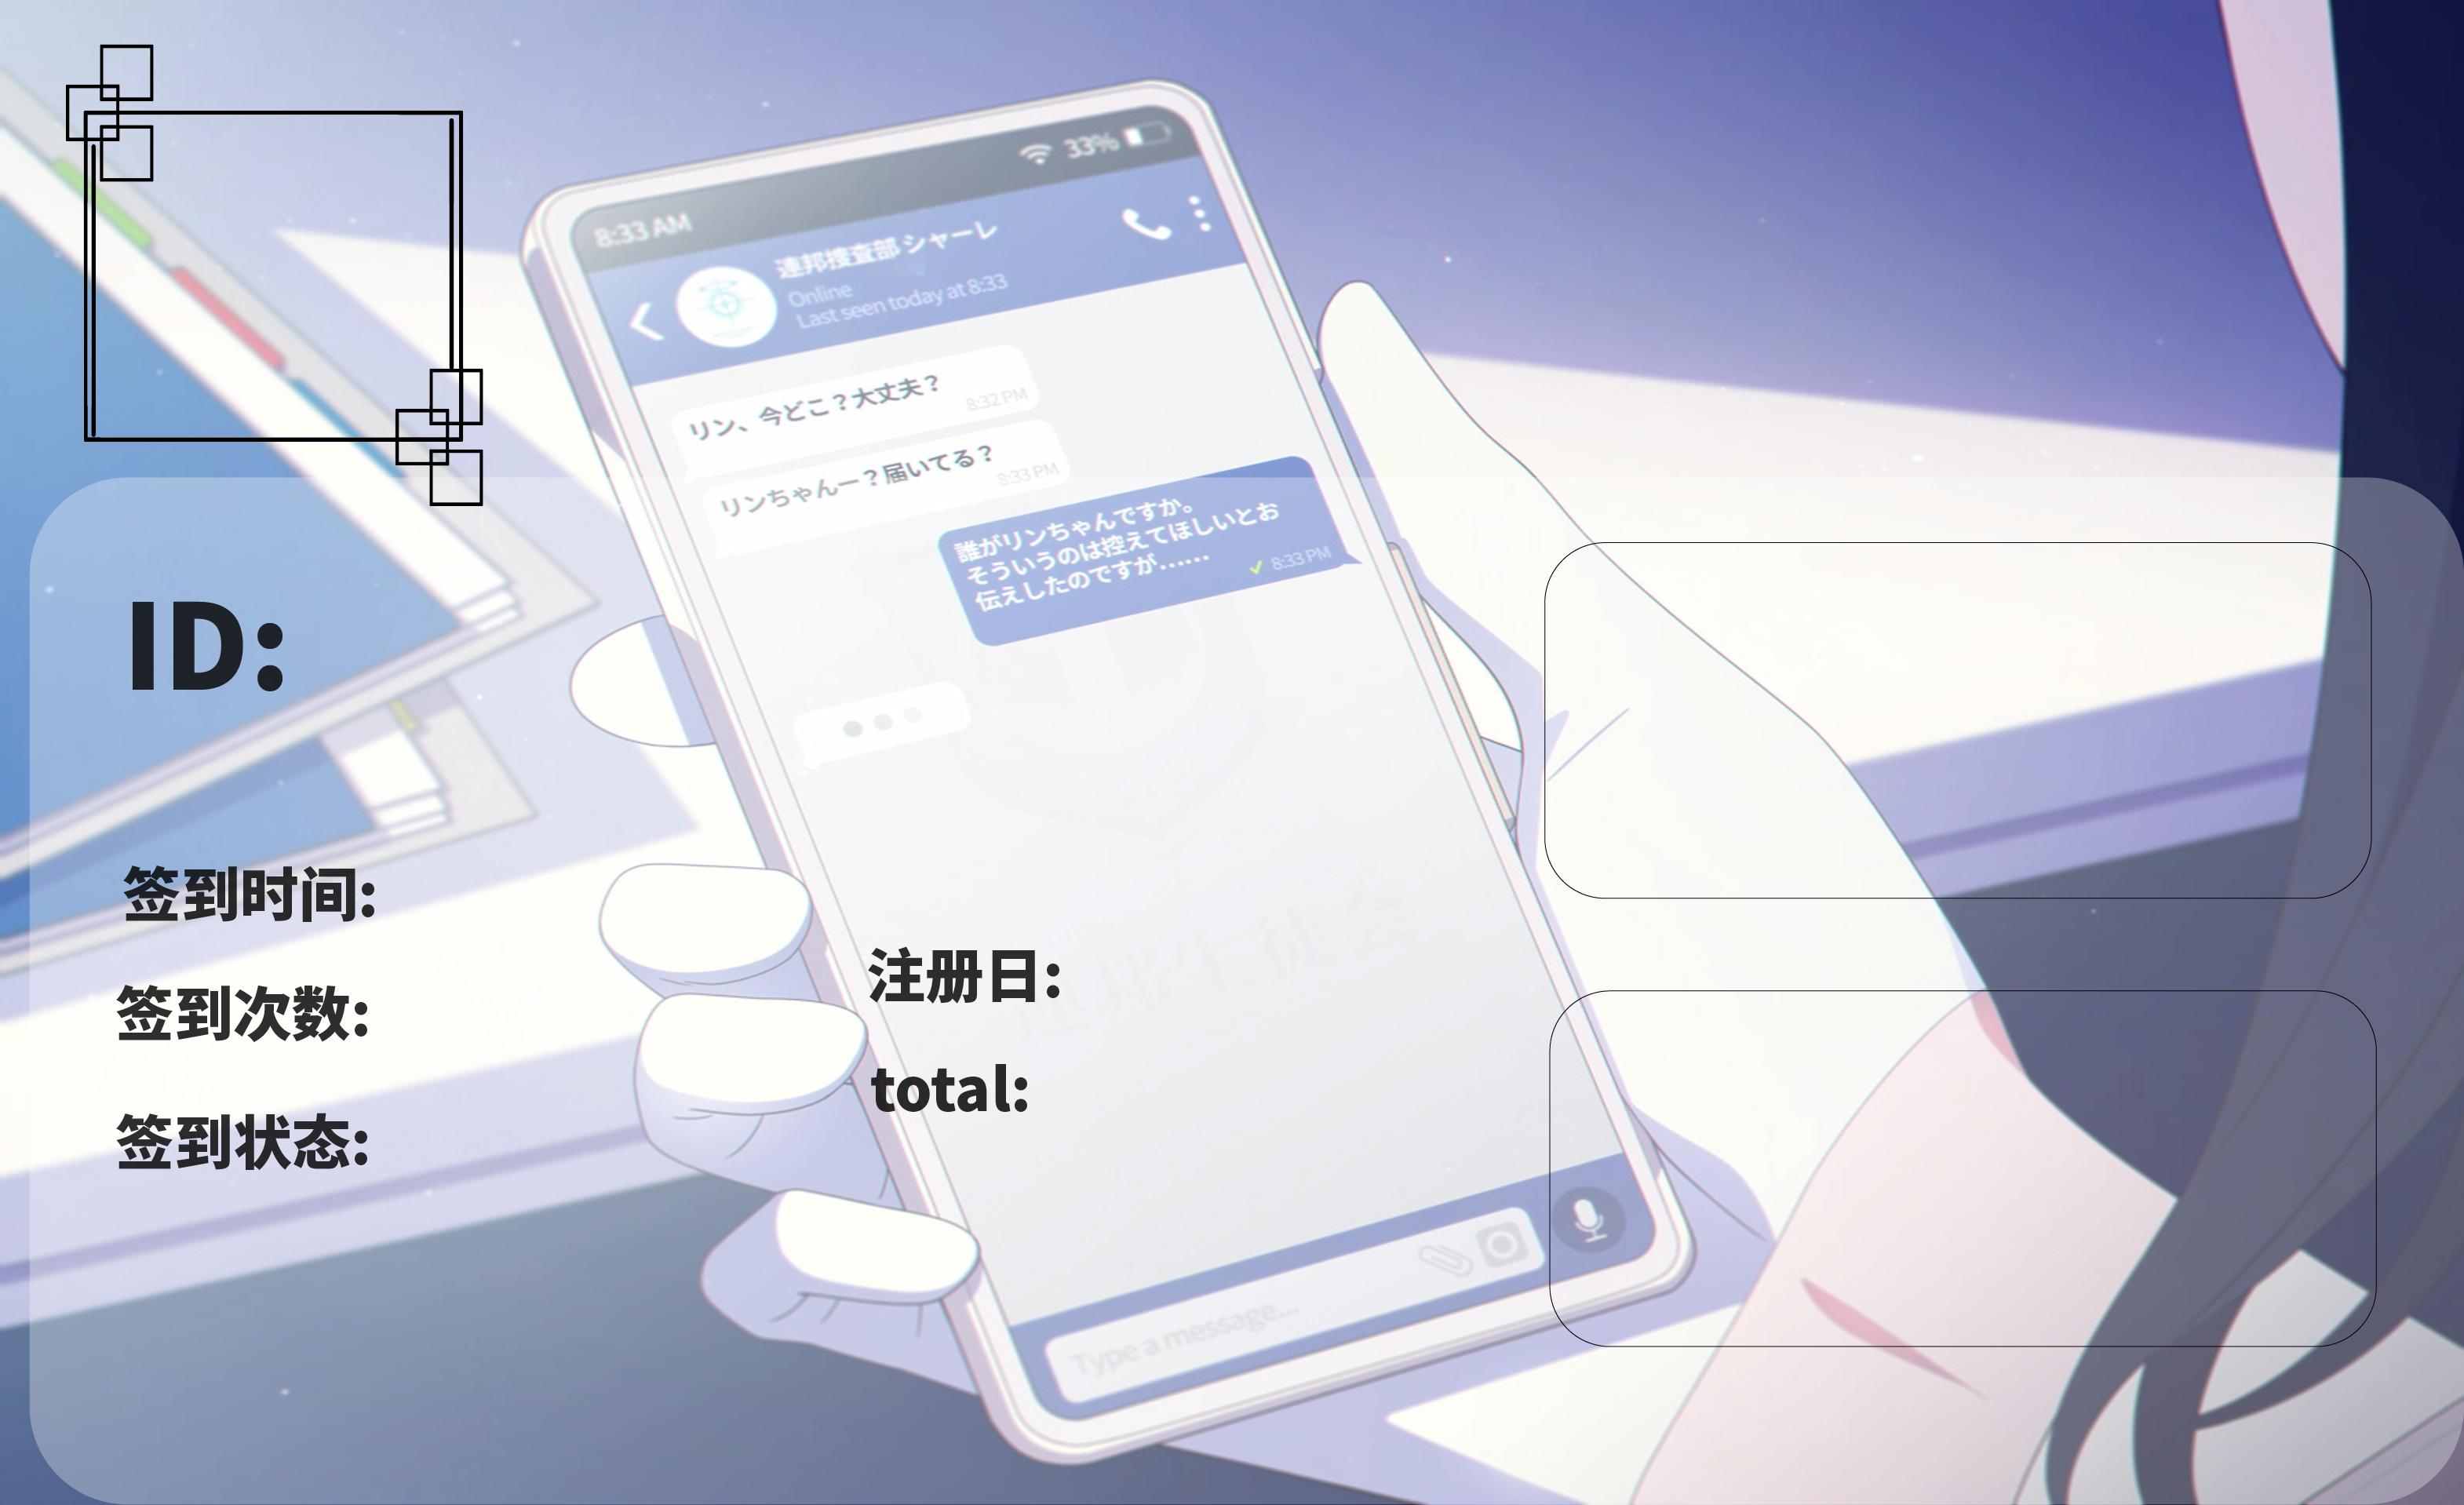 8:33 AM
33%
連邦捜査部 シャーレ
Online
Last seen today at 8:33
リン、今どこ？大丈夫？
8:32 PM
リンちゃんー？届いてる？
8:33 PM
誰がリンちゃんですか。
そういうのは控えてほしいとお
伝えしたのですが……
8:33 PM
ID:
签到时间:
签到次数:
签到状态:
注册日:
total:
Type a message...